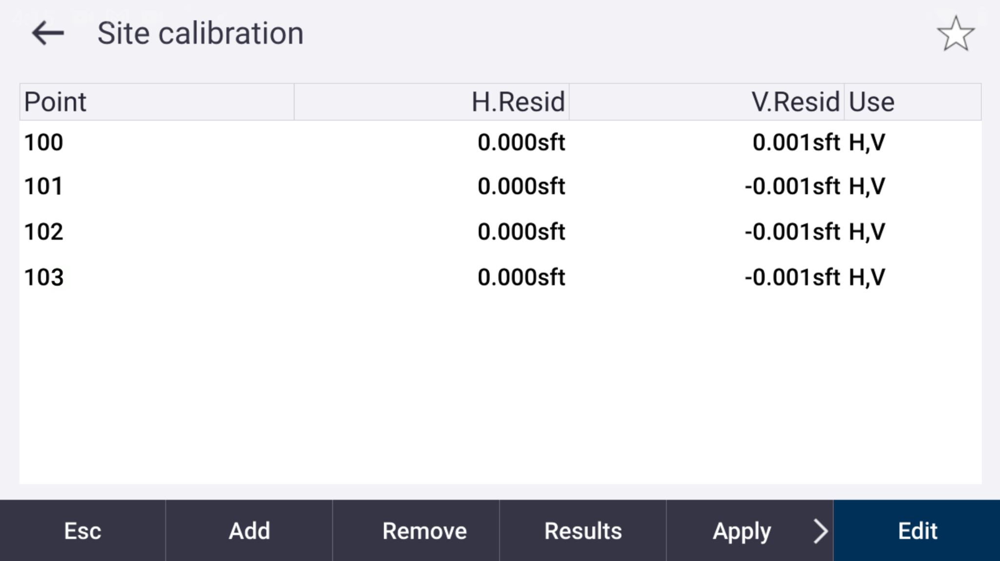 Site calibration
Point H.Resid V.Resid Use
100 0.000sft 0.001sft H,V
101 0.000sft -0.001sft H,V
102 0.000sft -0.001sft H,V
103 0.000sft -0.001sft H,V
Esc Add Remove Results Apply Edit